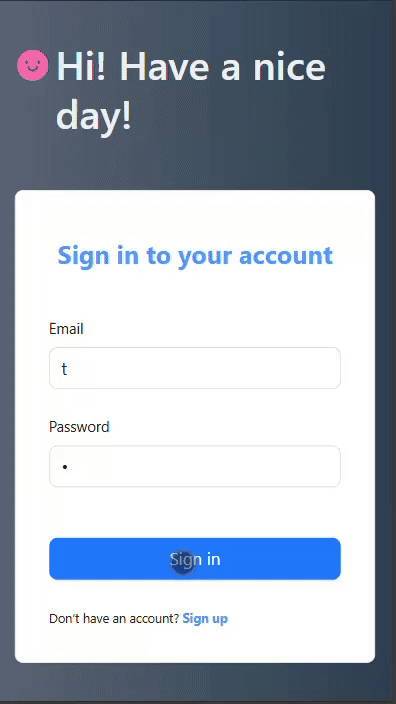 Hi! Have a nice
day!
Sign in to your account
Email
t
Password
•
Sign in
Don't have an account? Sign up